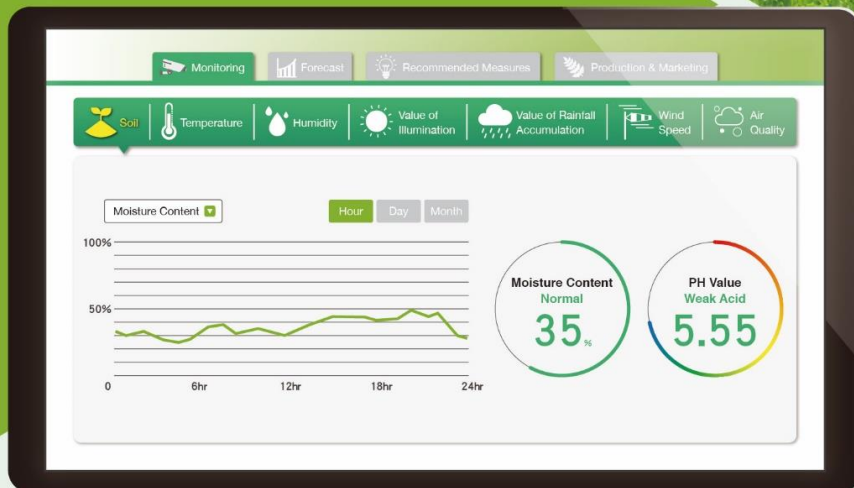 Monitoring
Forecast
Recommended Measures
Production & Marketing
Soil
Temperature
Humidity
Value of
Illumination
Value of Rainfall
Accumulation
Wind
Speed
Air
Quality
Moisture Content
Hour
Day
Month
100%
50%
0
6hr
12hr
18hr
24hr
Moisture Content
Normal
35%
PH Value
Weak Acid
5.55